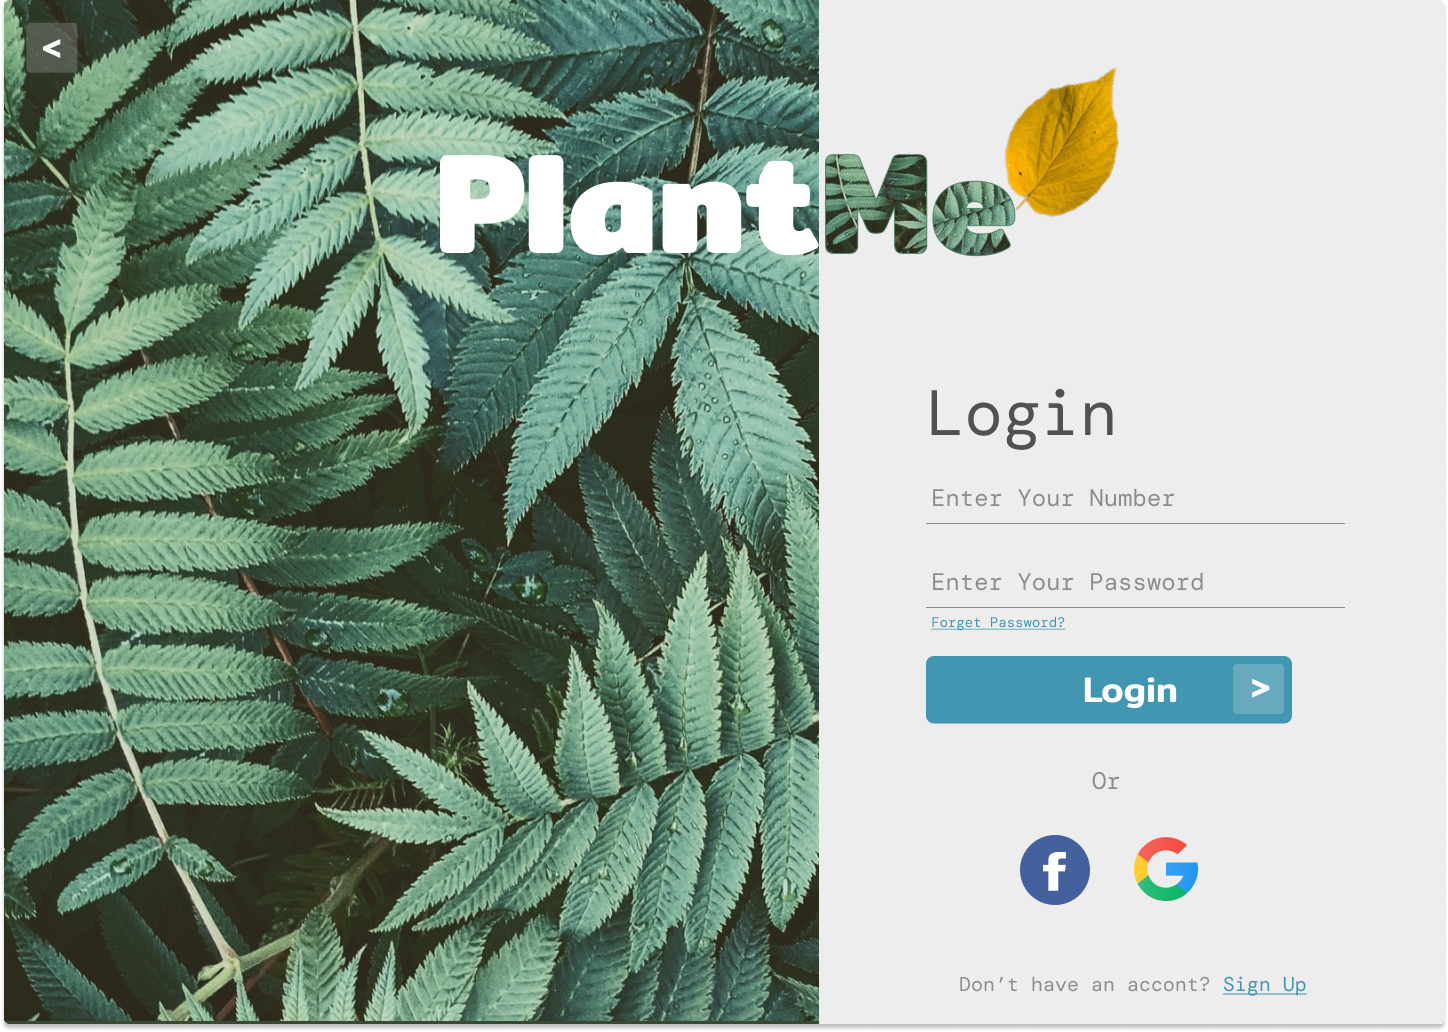 <
PlantMe
Login
Enter Your Number
Enter Your Password
Forget Password?
Login >
Or
f G
Don’t have an accont? Sign Up